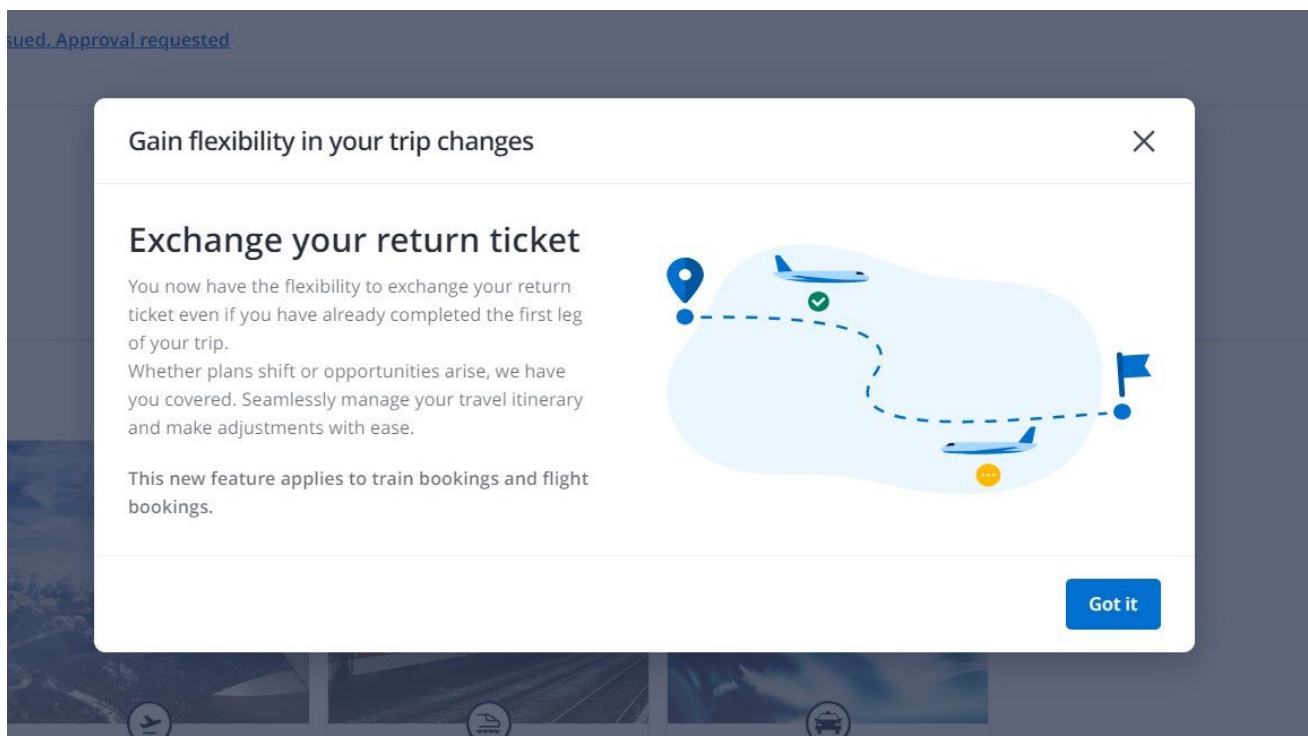 sued, Approval requested
Gain flexibility in your trip changes
Exchange your return ticket
You now have the flexibility to exchange your return
ticket even if you have already completed the first leg
of your trip.
Whether plans shift or opportunities arise, we have
you covered. Seamlessly manage your travel itinerary
and make adjustments with ease.
This new feature applies to train bookings and flight
bookings.
Got it